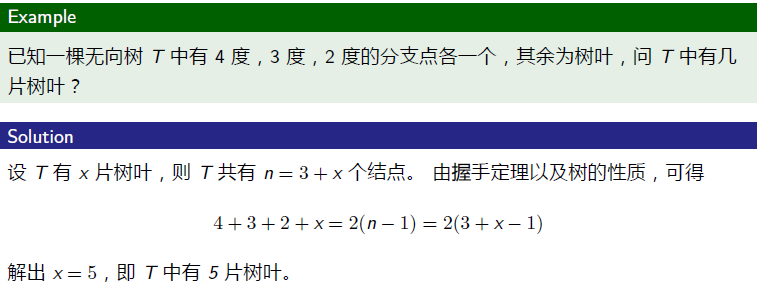 Example
已知一棵无向树 T 中有 4 度，3 度，2 度的分支点各一个，其余为树叶，问 T 中有几
片树叶？
Solution
设 T 有 x 片树叶，则 T 共有 n = 3 + x 个结点。 由握手定理以及树的性质，可得
4 + 3 + 2 + x = 2(n − 1) = 2(3 + x − 1)
解出 x = 5，即 T 中有 5 片树叶。